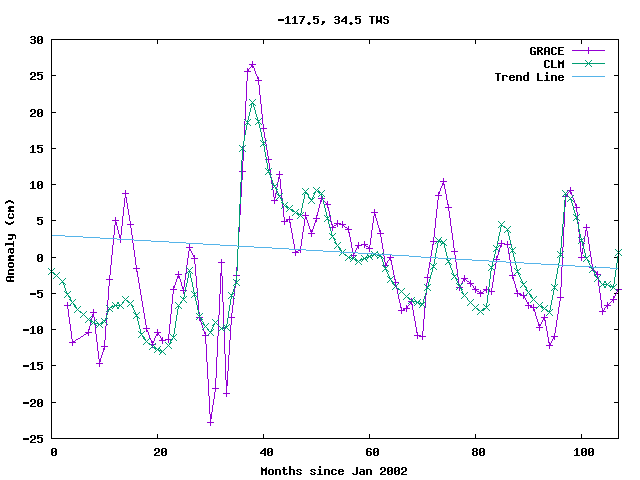 -117.5, 34.5 TWS
GRACE
CLM
Trend Line
30
25
20
15
10
5
0
-5
-10
-15
-20
-25
Anomaly (cm)
0 20 40 60 80 100
Months since Jan 2002